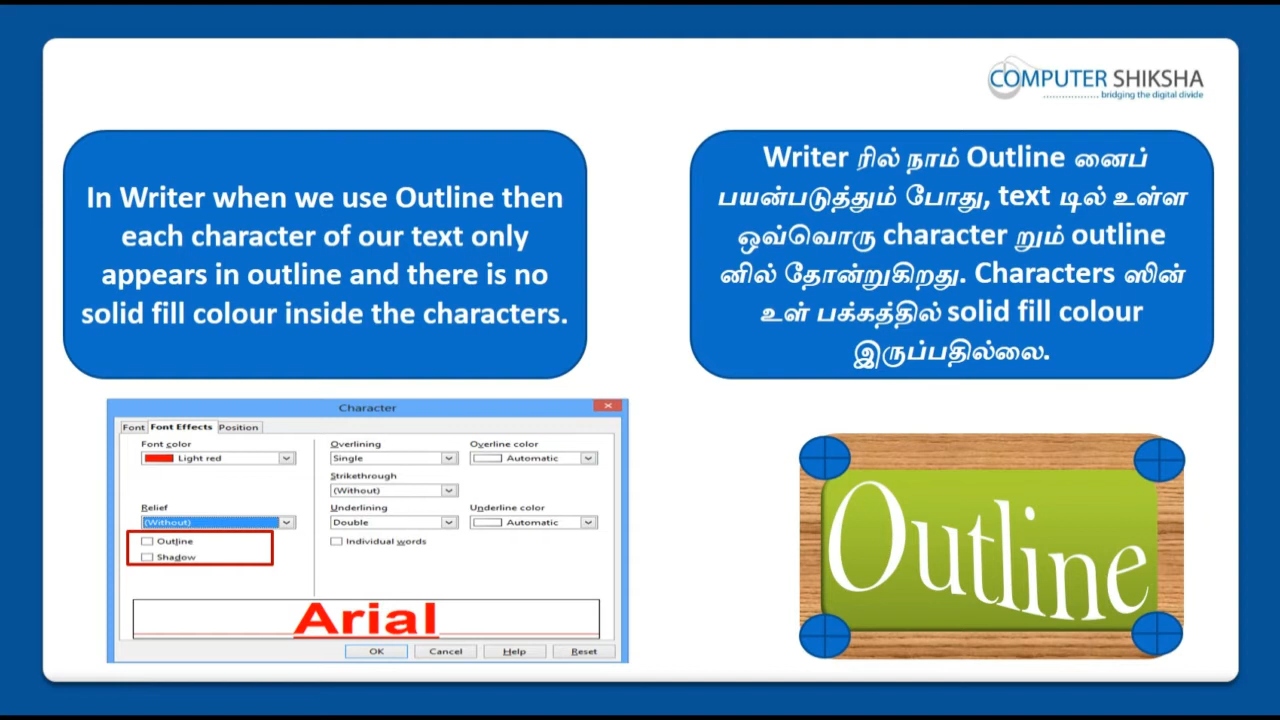 COMPUTER SHIKSHA
bridging the digital divide
In Writer when we use Outline then
each character of our text only
appears in outline and there is no
solid fill colour inside the characters.
Writer ரில் நாம் Outline னைப்
பயன்படுத்தும் போது, text டில் உள்ள
ஒவ்வொரு character றும் outline
னில் தோன்றுகிறது. Characters ஸின்
உள் பக்கத்தில் solid fill colour
இருப்பதில்லை.
Character
Font Font Effects Position
Font color
Light red
Overlining
Single
Overline color
Automatic
Strikethrough
(Without)
Relief
(Without)
Underlining
Double
Underline color
Automatic
Outline
Shadow
Individual words
Arial
OK Cancel Help Reset
Outline